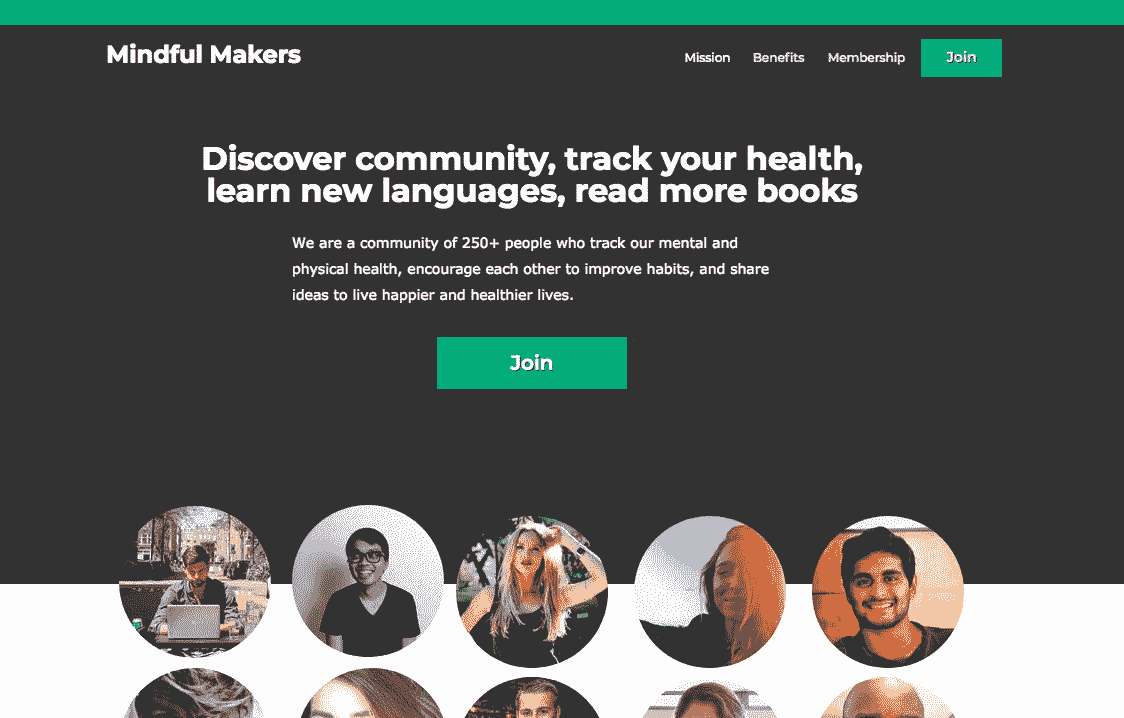 Mindful Makers
Mission
Benefits
Membership
Join
Discover community, track your health,
learn new languages, read more books
We are a community of 250+ people who track our mental and
physical health, encourage each other to improve habits, and share
ideas to live happier and healthier lives.
Join